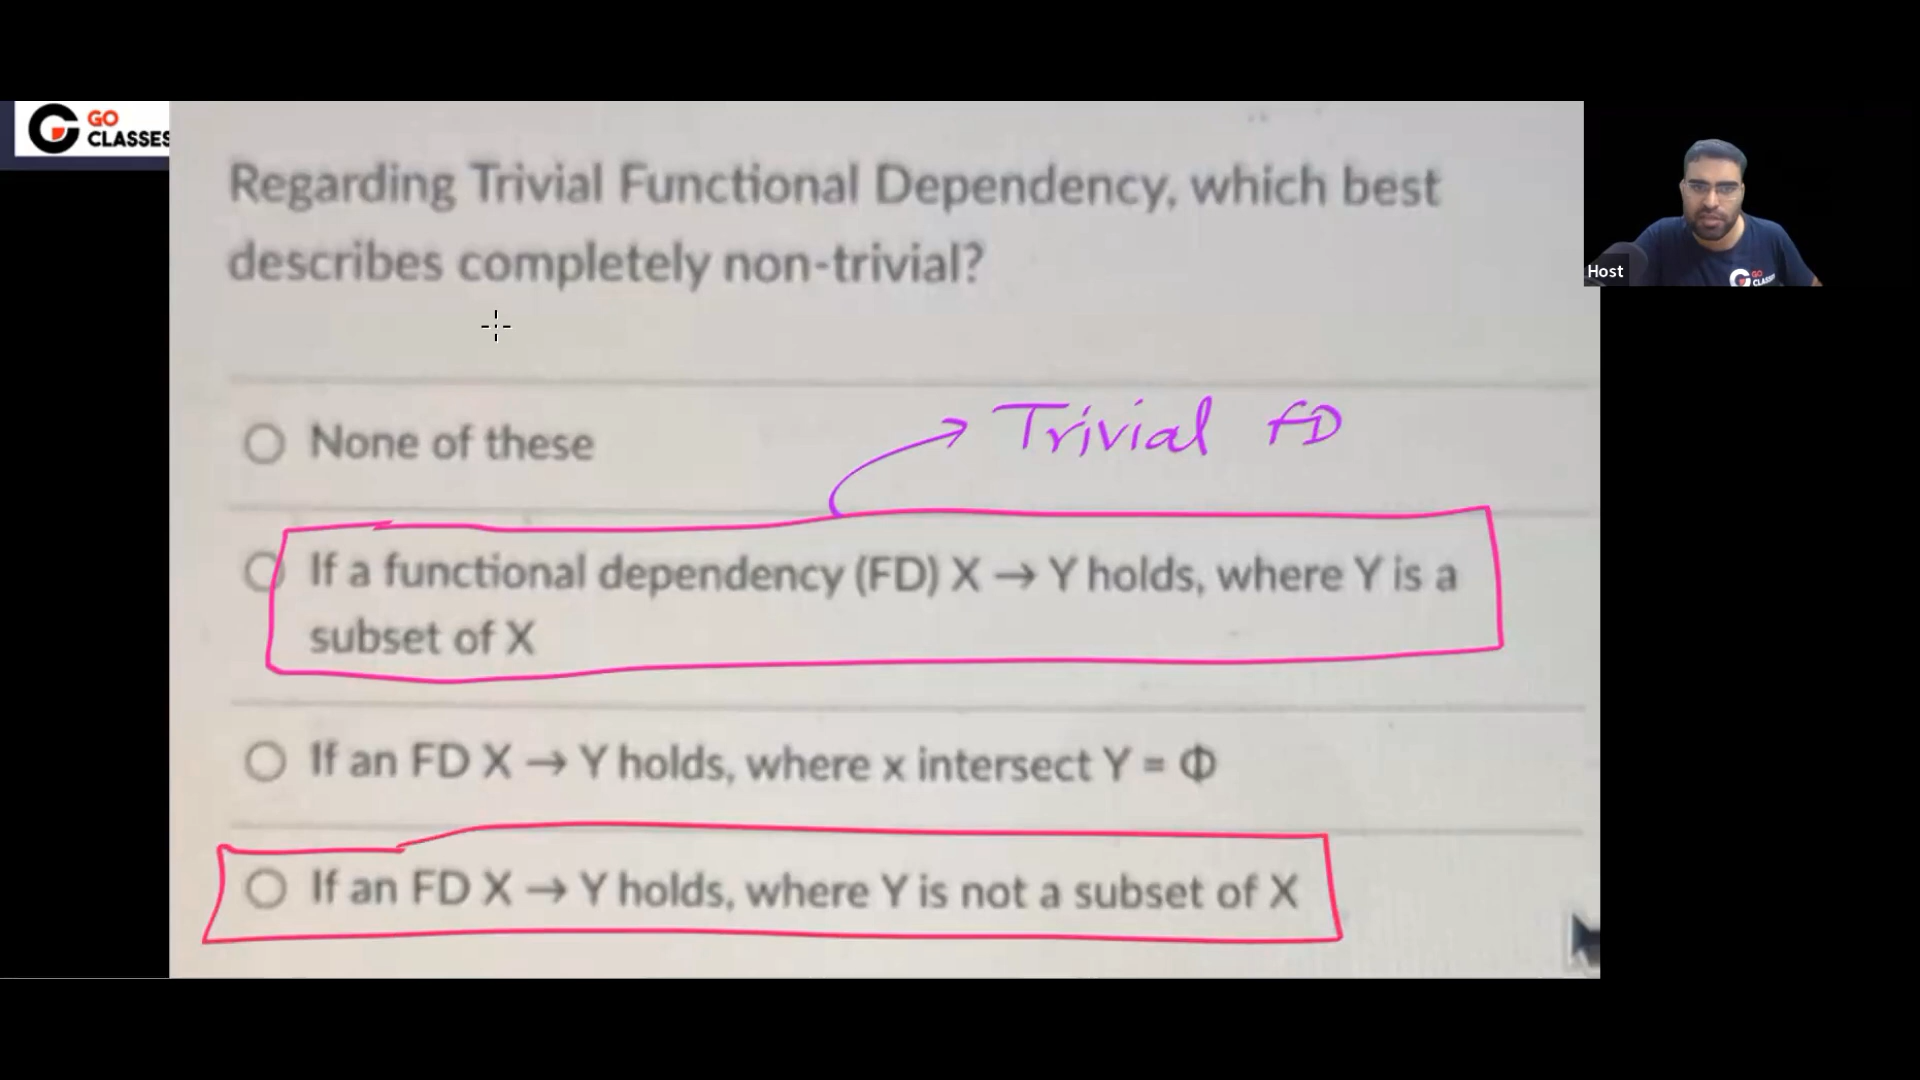 GO
CLASSES
Regarding Trivial Functional Dependency, which best
describes completely non-trivial?
None of these
Trivial FD
If a functional dependency (FD) X → Y holds, where Y is a
subset of X
If an FD X → Y holds, where x intersect Y = Φ
If an FD X → Y holds, where Y is not a subset of X
Host
GO